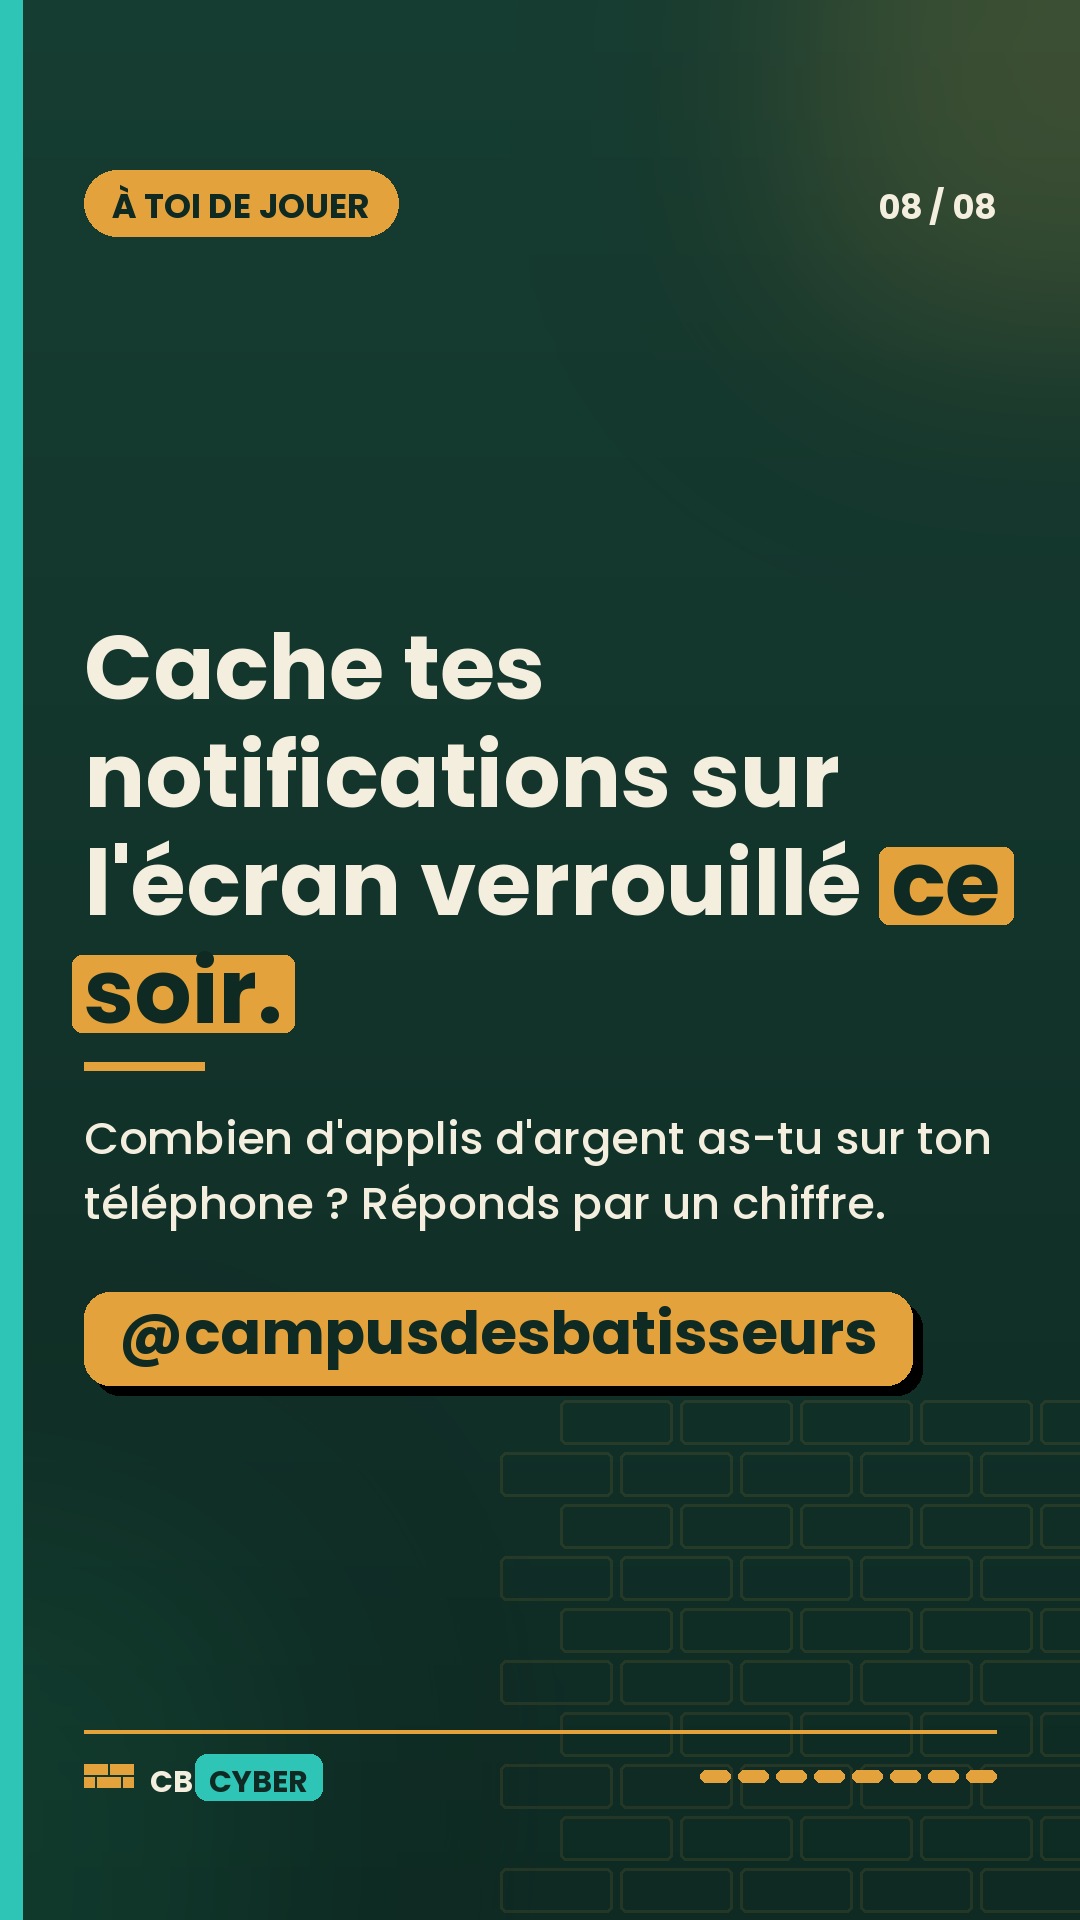 À TOI DE JOUER
08 / 08
Cache tes
notifications sur
l'écran verrouillé ce
soir.
Combien d'applis d'argent as-tu sur ton
téléphone ? Réponds par un chiffre.
@campusdesbatisseurs
CB CYBER